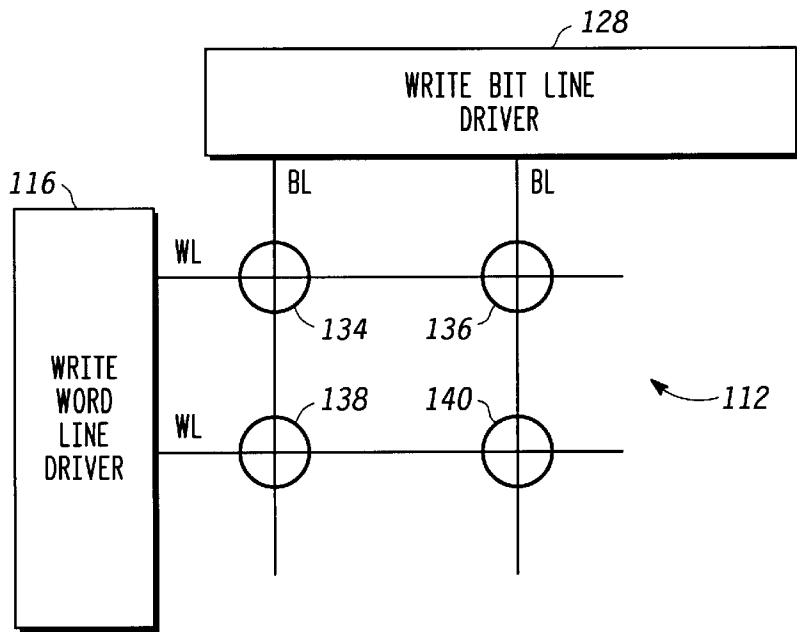 128
WRITE BIT LINE
DRIVER
116
BL
BL
WL
134
136
WRITE
WORD
LINE
DRIVER
138
140
112
WL